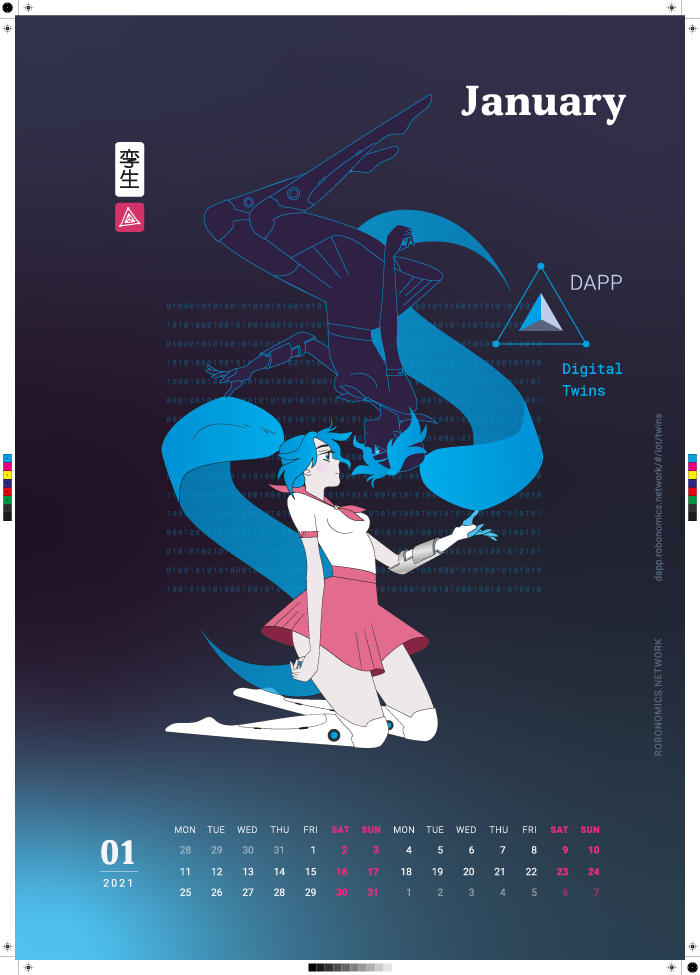 January
孪生
DAPP
Digital
Twins
dapp.robonomics.network/#/iot/twins
ROBONOMICS.NETWORK
01
2021
MON TUE WED THU FRI SAT SUN MON TUE WED THU FRI SAT SUN
28 29 30 31 1 2 3 4 5 6 7 8 9 10
11 12 13 14 15 16 17 18 19 20 21 22 23 24
25 26 27 28 29 30 31 1 2 3 4 5 6 7